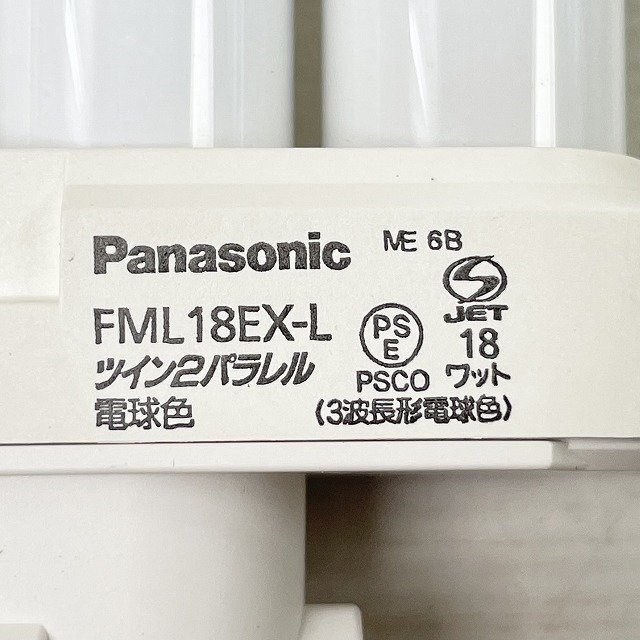 Panasonic ME 6B
JET
FML18EX-L PSE 18
ツイン2パラレル PSCO ワット
電球色 (3波長形電球色)